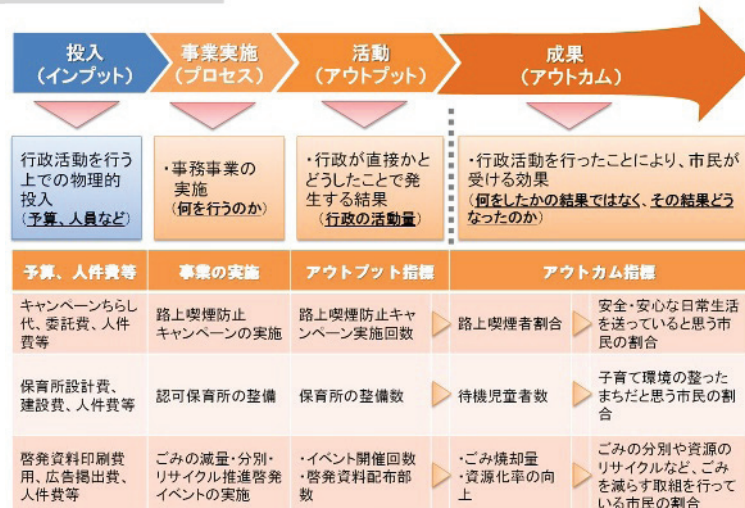 投入
(インプット)
事業実施
(プロセス)
活動
(アウトプット)
成果
(アウトカム)
行政活動を行う
上での物理的
投入
(予算、人員など)
・事務事業の
実施
(何を行うのか)
・行政が直接かと
どうしたことで発
生する結果
(行政の活動量)
・行政活動を行ったことにより、市民が
受ける効果
(何をしたかの結果ではなく、その結果どう
なったのか)
予算、人件費等
事業の実施
アウトプット指標
アウトカム指標
キャンペーンちらし
代、委託費、人件
費等
路上喫煙防止
キャンペーンの実施
路上喫煙防止キャ
ンペーン実施回数
路上喫煙者割合
安全・安心な日常生活
を送っていると思う市
民の割合
保育所設計費、
建設費、人件費等
認可保育所の整備
保育所の整備数
待機児童者数
子育て環境の整った
まちだと思う市民の割
合
啓発資料印刷費
用、広告掲出費、
人件費等
ごみの減量・分別・
リサイクル推進啓発
イベントの実施
・イベント開催回数
・啓発資料配布部
数
・ごみ焼却量
・資源化率の向
上
ごみの分別や資源の
リサイクルなど、ごみ
を減らす取組を行って
いる市民の割合